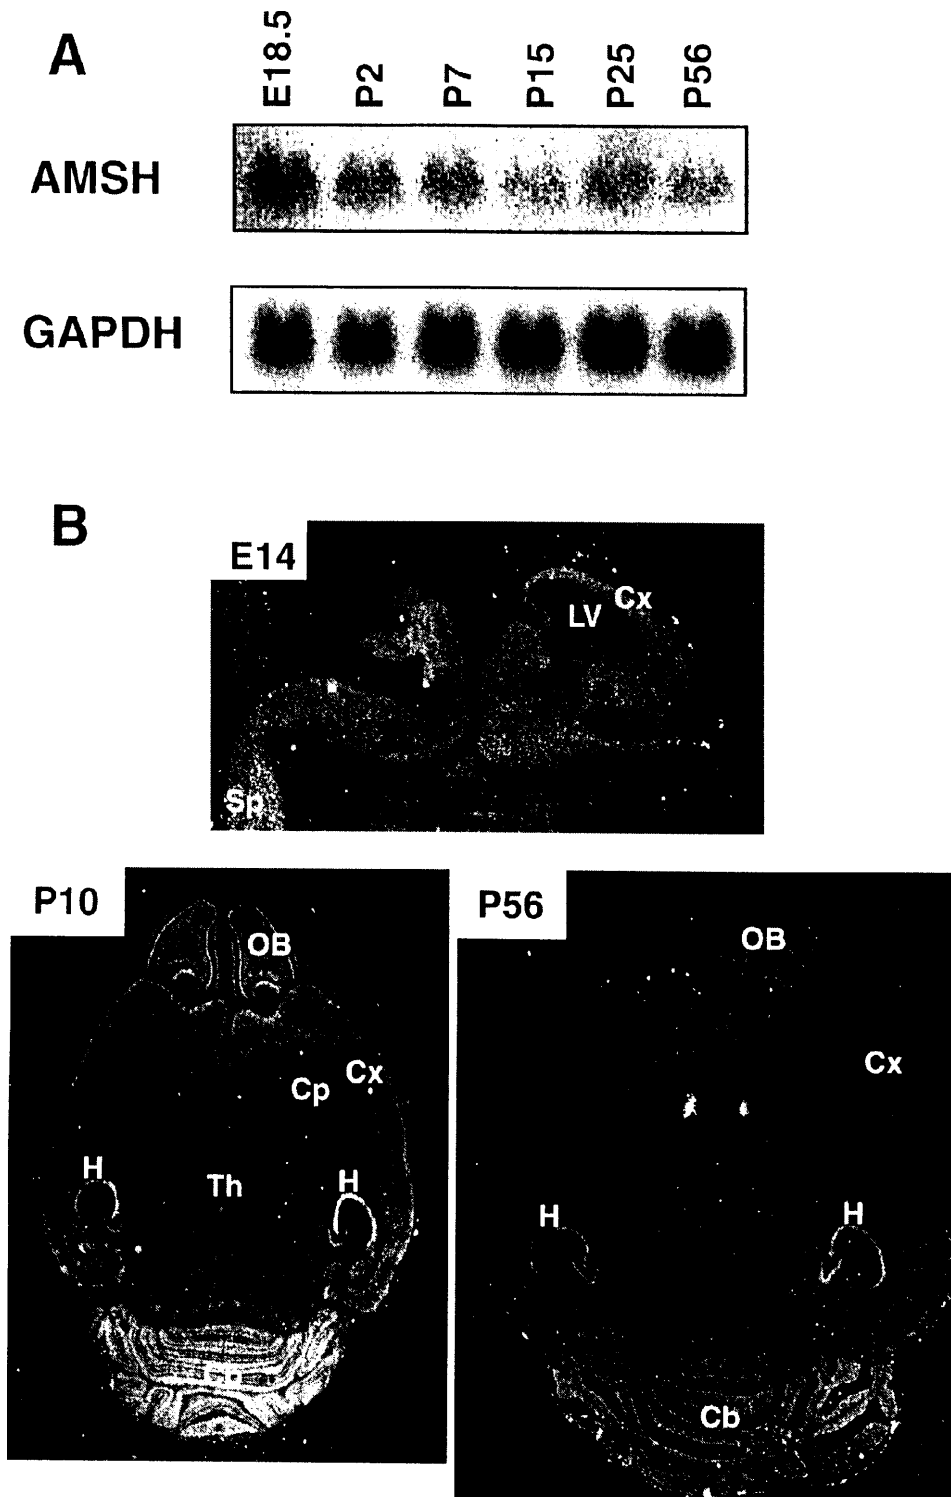 A
E18.5 P2 P7 P15 P25 P56
AMSH
GAPDH
B
E14
LV Cx
Sp
P10
OB
Cp Cx
H Th H
P56
OB
Cx
H H
Cb